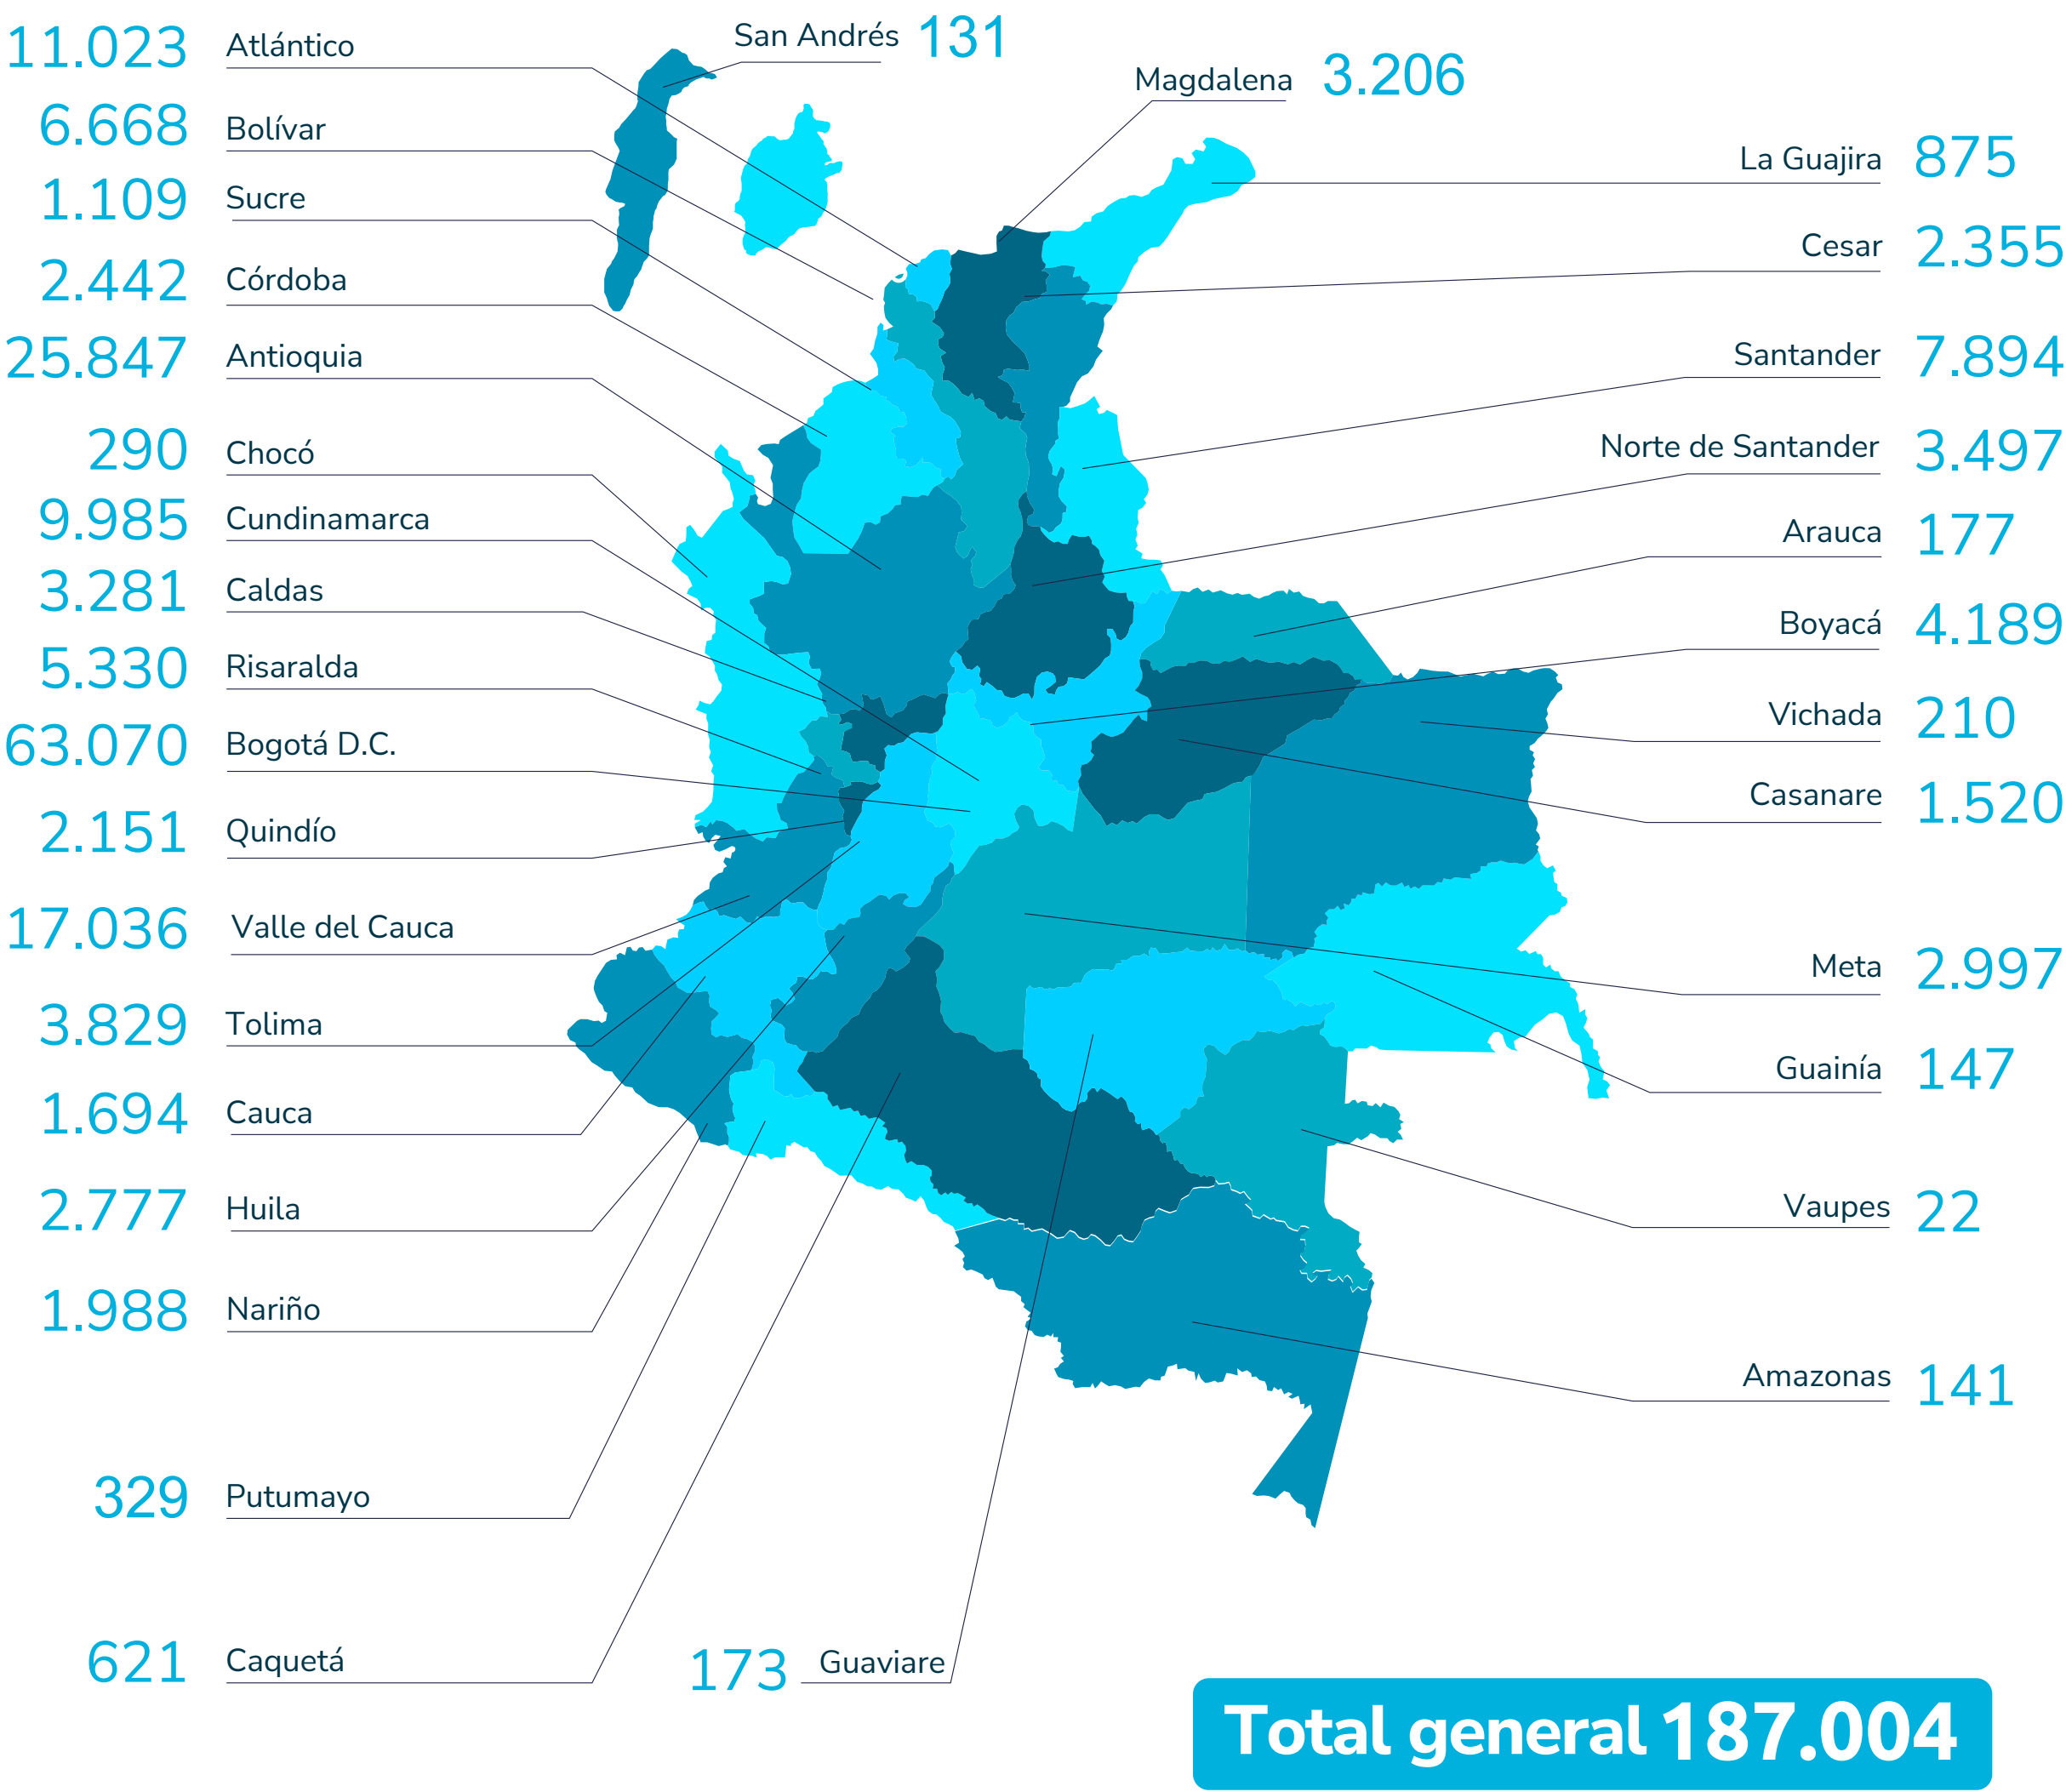 11.023 Atlántico
6.668 Bolívar
1.109 Sucre
2.442 Córdoba
25.847 Antioquia
290 Chocó
9.985 Cundinamarca
3.281 Caldas
5.330 Risaralda
63.070 Bogotá D.C.
2.151 Quindío
17.036 Valle del Cauca
3.829 Tolima
1.694 Cauca
2.777 Huila
1.988 Nariño
329 Putumayo
621 Caquetá
San Andrés 131
Magdalena 3.206
La Guajira 875
Cesar 2.355
Santander 7.894
Norte de Santander 3.497
Arauca 177
Boyacá 4.189
Vichada 210
Casanare 1.520
Meta 2.997
Guainía 147
Vaupes 22
Amazonas 141
173 Guaviare
Total general 187.004